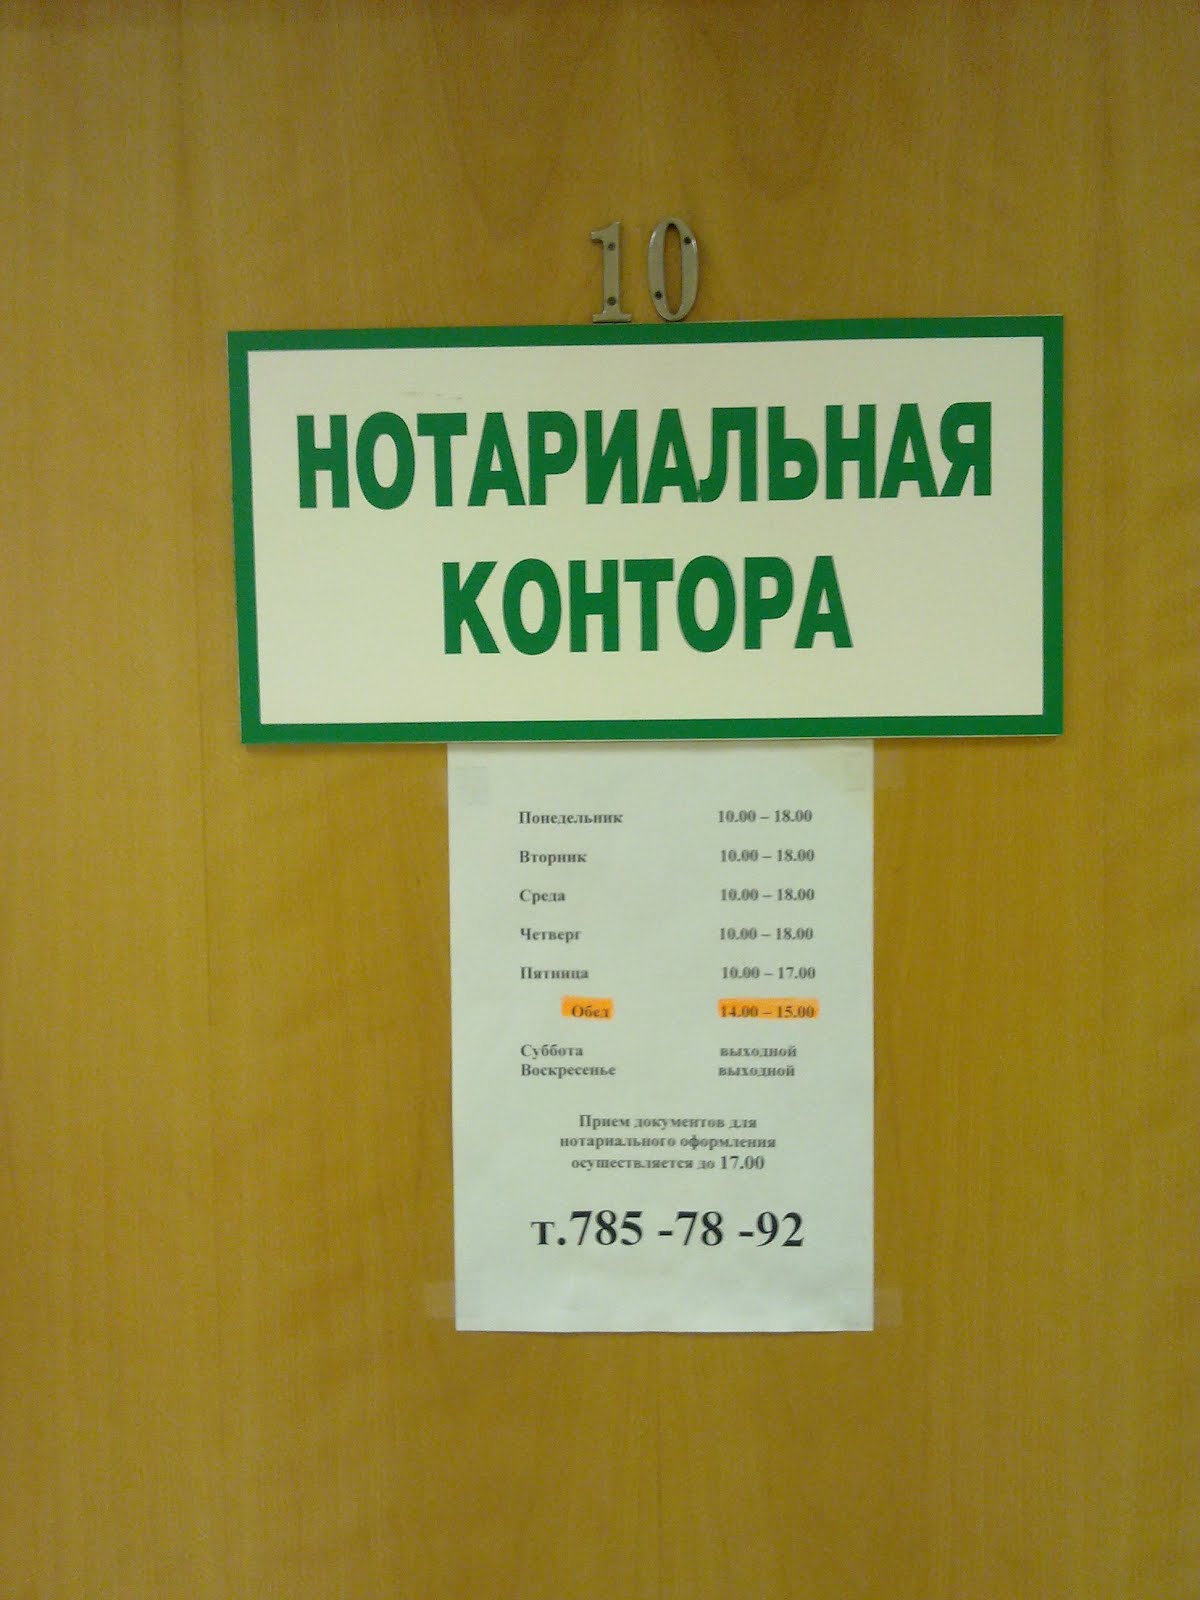 10
НОТАРИАЛЬНАЯ
КОНТОРА
Понедельник 10.00 – 18.00
Вторник 10.00 – 18.00
Среда 10.00 – 18.00
Четверг 10.00 – 18.00
Пятница 10.00 – 17.00
Обед 14.00 – 15.00
Суббота выходной
Воскресенье выходной
Прием документов для
нотариального оформления
осуществляется до 17.00
т.785 -78 -92